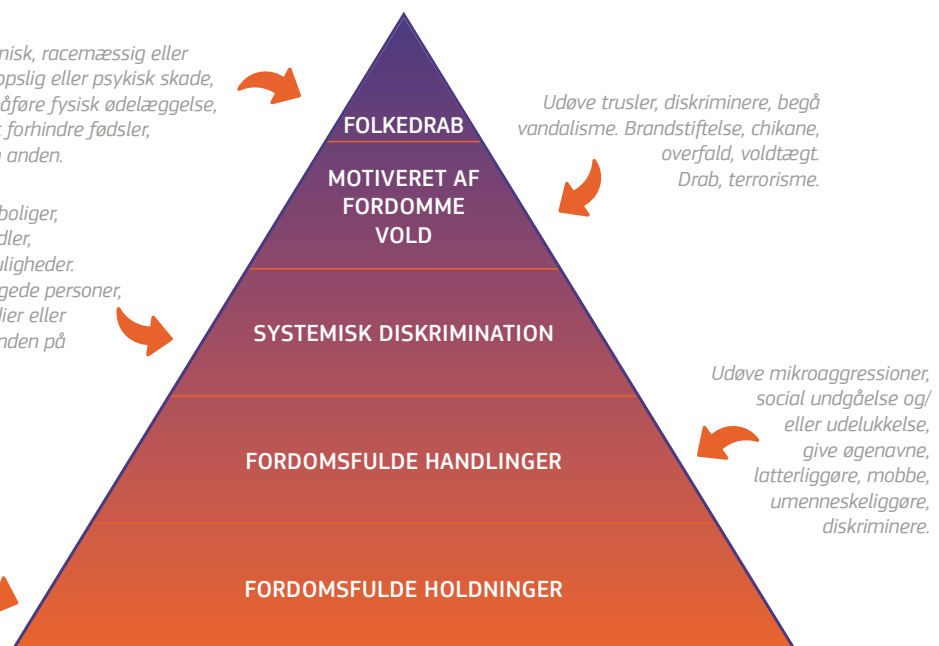 nisk, racemæssig eller
opslig eller psykisk skade,
åføre fysisk ødelæggelse,
t forhindre fødsler,
anden.
FOLKEDRAB
Udøve trusler, diskriminere, begå
vandalisme. Brandstiftelse, chikane,
overfald, voldtægt.
Drab, terrorisme.
MOTIVERET AF
FORDOMME
VOLD
boliger,
dler,
uligheder.
gede personer,
dier eller
nden på
SYSTEMISK DISKRIMINATION
Udøve mikroaggressioner,
social undgåelse og/
eller udelukkelse,
give øgenavne,
latterliggøre, mobbe,
umenneskeliggøre,
diskriminere.
FORDOMSFULDE HANDLINGER
FORDOMSFULDE HOLDNINGER